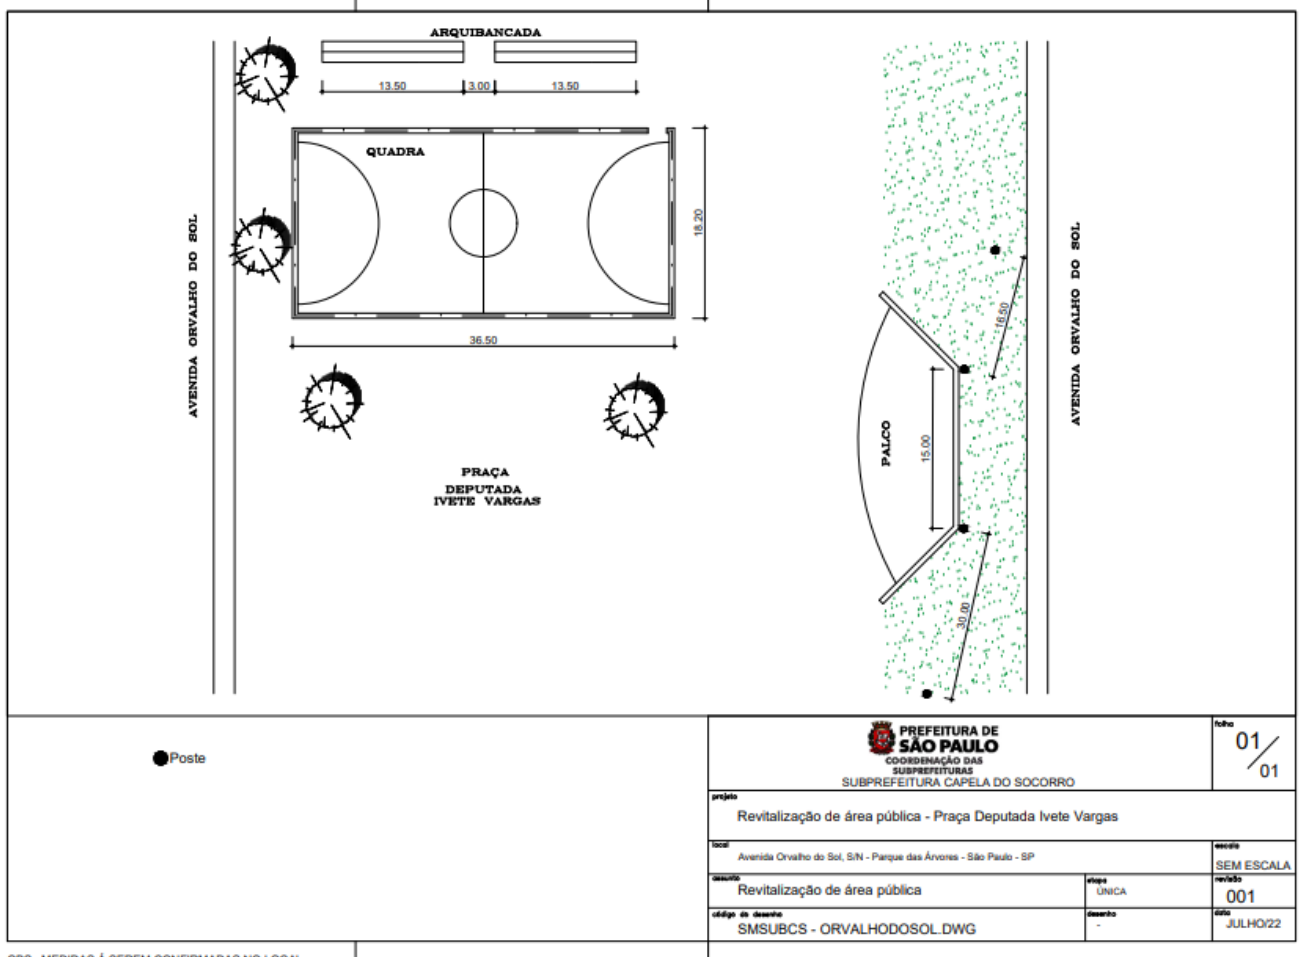 ARQUIBANCADA
13.50
3.00
13.50
QUADRA
18.20
36.50
AVENIDA ORVALHO DO SOL
AVENIDA ORVALHO DO SOL
16.50
PALCO
15.00
30.00
PRAÇA
DEPUTADA
IVETE VARGAS
Poste
PREFEITURA DE
SÃO PAULO
COORDENAÇÃO DAS
SUBPREFEITURAS
SUBPREFEITURA CAPELA DO SOCORRO
folha
01/01
projeto
Revitalização de área pública - Praça Deputada Ivete Vargas
local
Avenida Orvalho do Sol, S/N - Parque das Árvores - São Paulo - SP
escala
SEM ESCALA
assunto
Revitalização de área pública
etapa
ÚNICA
revisão
001
código do desenho
SMSUBCS - ORVALHODOSOL.DWG
desenho
-
data
JULHO/22